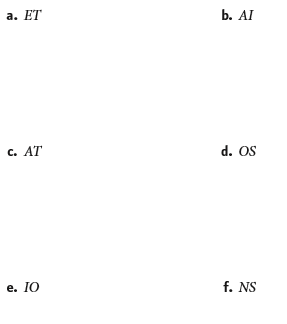 a. ET b. AI
c. AT d. OS
e. IO f. NS